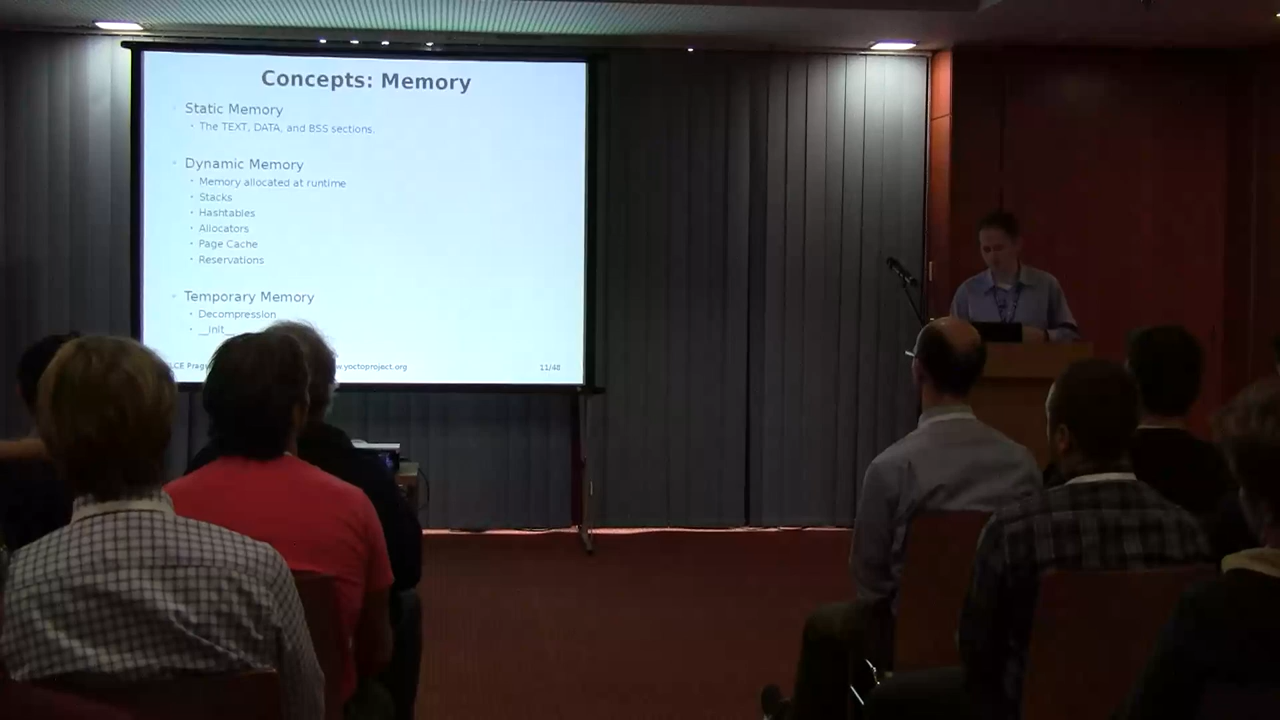 Concepts: Memory
Static Memory
The TEXT, DATA, and BSS sections.
Dynamic Memory
Memory allocated at runtime
Stacks
Hashtables
Allocators
Page Cache
Reservations
Temporary Memory
Decompression
__init__
www.yoctoproject.org 11/48